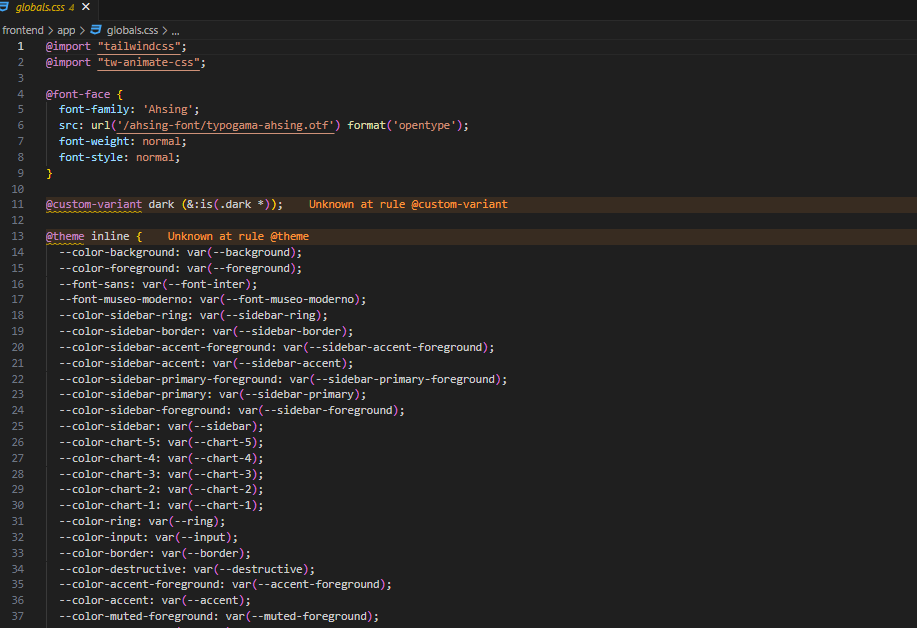 globals.css 4 ×
frontend > app > globals.css > ...
1 @import "tailwindcss";
2 @import "tw-animate-css";
3
4 @font-face {
5 font-family: 'Ahsing';
6 src: url('/ahsing-font/typogama-ahsing.otf') format('opentype');
7 font-weight: normal;
8 font-style: normal;
9 }
10
11 @custom-variant dark (&:is(.dark *)); Unknown at rule @custom-variant
12
13 @theme inline { Unknown at rule @theme
14 --color-background: var(--background);
15 --color-foreground: var(--foreground);
16 --font-sans: var(--font-inter);
17 --font-museo-moderno: var(--font-museo-moderno);
18 --color-sidebar-ring: var(--sidebar-ring);
19 --color-sidebar-border: var(--sidebar-border);
20 --color-sidebar-accent-foreground: var(--sidebar-accent-foreground);
21 --color-sidebar-accent: var(--sidebar-accent);
22 --color-sidebar-primary-foreground: var(--sidebar-primary-foreground);
23 --color-sidebar-primary: var(--sidebar-primary);
24 --color-sidebar-foreground: var(--sidebar-foreground);
25 --color-sidebar: var(--sidebar);
26 --color-chart-5: var(--chart-5);
27 --color-chart-4: var(--chart-4);
28 --color-chart-3: var(--chart-3);
29 --color-chart-2: var(--chart-2);
30 --color-chart-1: var(--chart-1);
31 --color-ring: var(--ring);
32 --color-input: var(--input);
33 --color-border: var(--border);
34 --color-destructive: var(--destructive);
35 --color-accent-foreground: var(--accent-foreground);
36 --color-accent: var(--accent);
37 --color-muted-foreground: var(--muted-foreground);